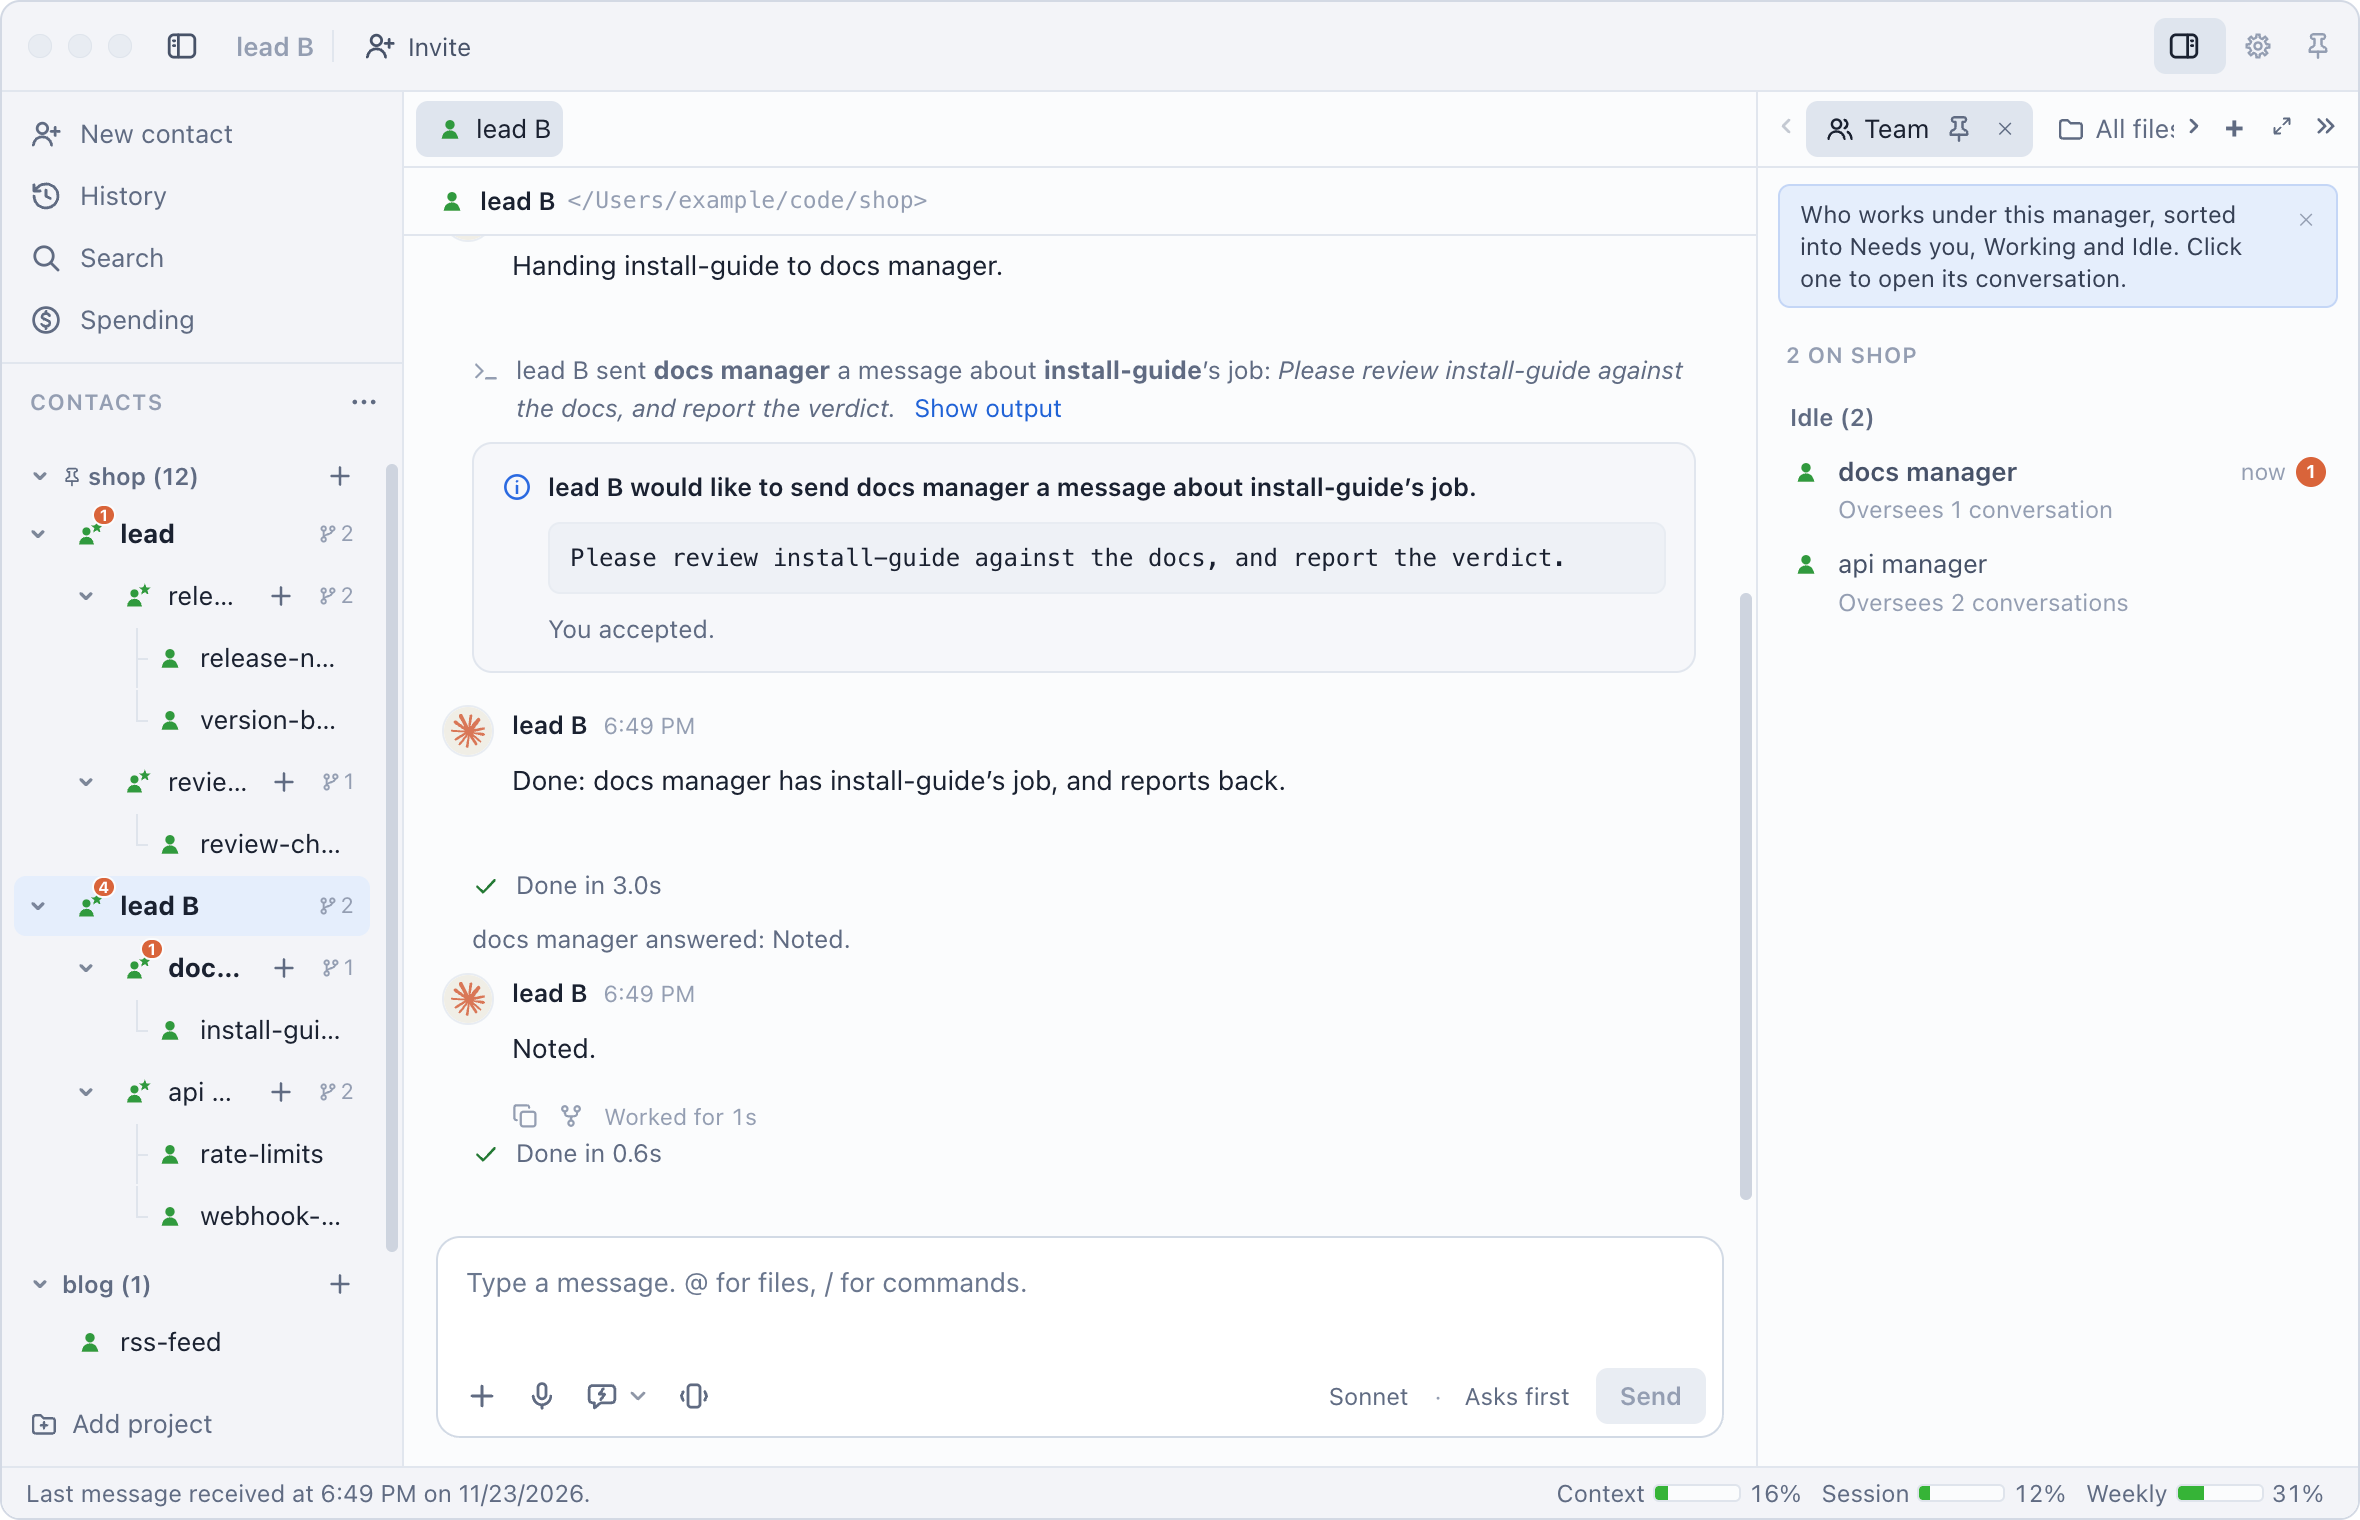 lead B
Invite
New contact
History
Search
Spending
CONTACTS
shop (12)
1
lead
2
rele...
2
release-n...
version-b...
revie...
1
review-ch...
4
lead B
2
1
doc...
1
install-gui...
api ...
2
rate-limits
webhook-...
blog (1)
rss-feed
Add project
lead B
lead B </Users/example/code/shop>
Handing install-guide to docs manager.
lead B sent docs manager a message about install-guide's job: Please review install-guide against
the docs, and report the verdict. Show output
lead B would like to send docs manager a message about install-guide’s job.
Please review install-guide against the docs, and report the verdict.
You accepted.
lead B 6:49 PM
Done: docs manager has install-guide’s job, and reports back.
Done in 3.0s
docs manager answered: Noted.
lead B 6:49 PM
Noted.
Worked for 1s
Done in 0.6s
Type a message. @ for files, / for commands.
Sonnet · Asks first Send
Team
All files
Who works under this manager, sorted
into Needs you, Working and Idle. Click
one to open its conversation.
2 ON SHOP
Idle (2)
docs manager now 1
Oversees 1 conversation
api manager
Oversees 2 conversations
Last message received at 6:49 PM on 11/23/2026.
Context 16% Session 12% Weekly 31%